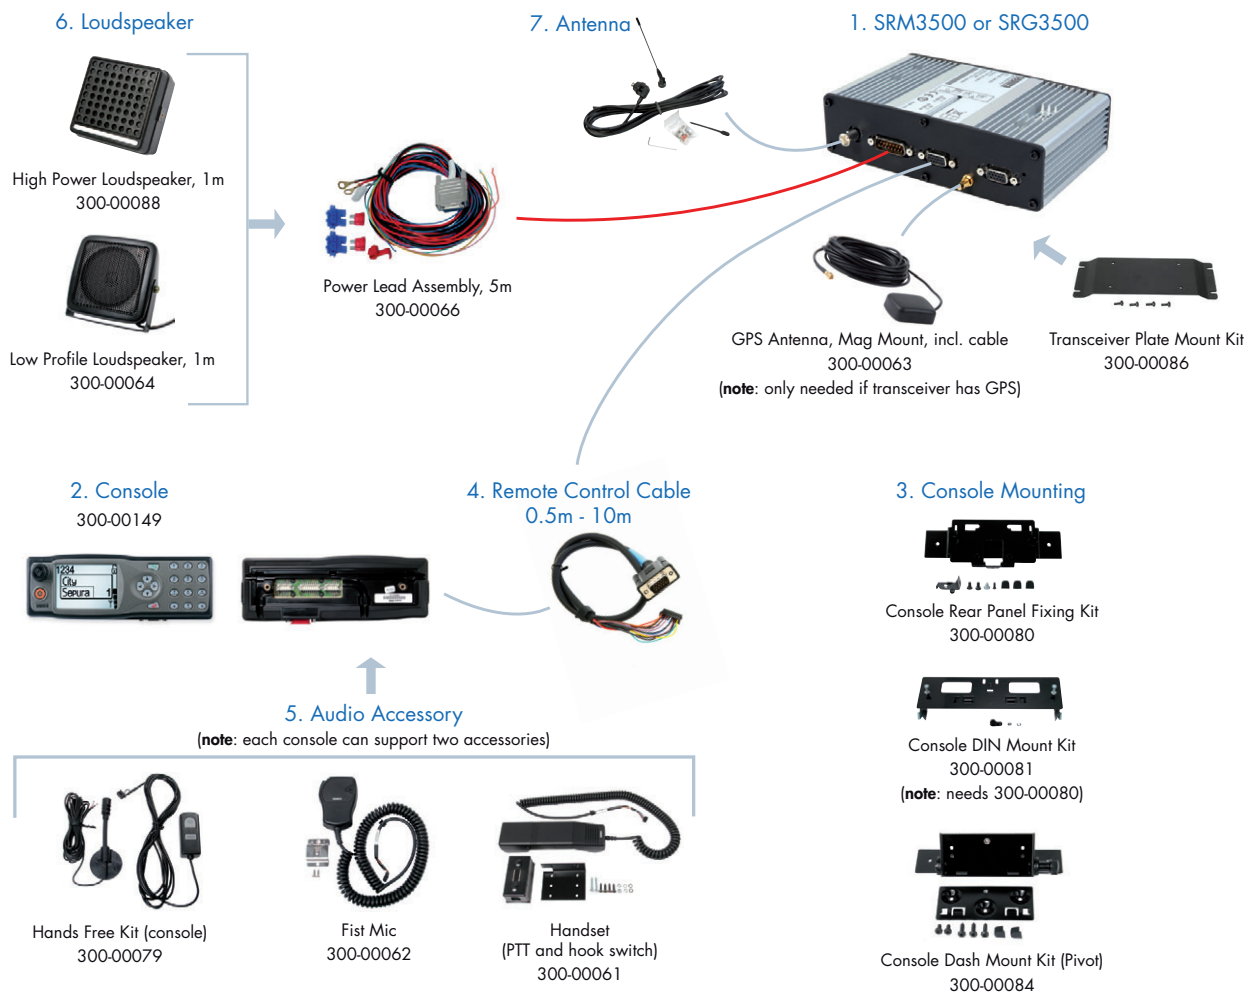 6. Loudspeaker
High Power Loudspeaker, 1m
300-00088
Low Profile Loudspeaker, 1m
300-00064
Power Lead Assembly, 5m
300-00066
7. Antenna
1. SRM3500 or SRG3500
GPS Antenna, Mag Mount, incl. cable
300-00063
(note: only needed if transceiver has GPS)
Transceiver Plate Mount Kit
300-00086
2. Console
300-00149
1234
City
Sepura 1
4. Remote Control Cable
0.5m - 10m
3. Console Mounting
Console Rear Panel Fixing Kit
300-00080
Console DIN Mount Kit
300-00081
(note: needs 300-00080)
Console Dash Mount Kit (Pivot)
300-00084
5. Audio Accessory
(note: each console can support two accessories)
Hands Free Kit (console)
300-00079
Fist Mic
300-00062
Handset
(PTT and hook switch)
300-00061